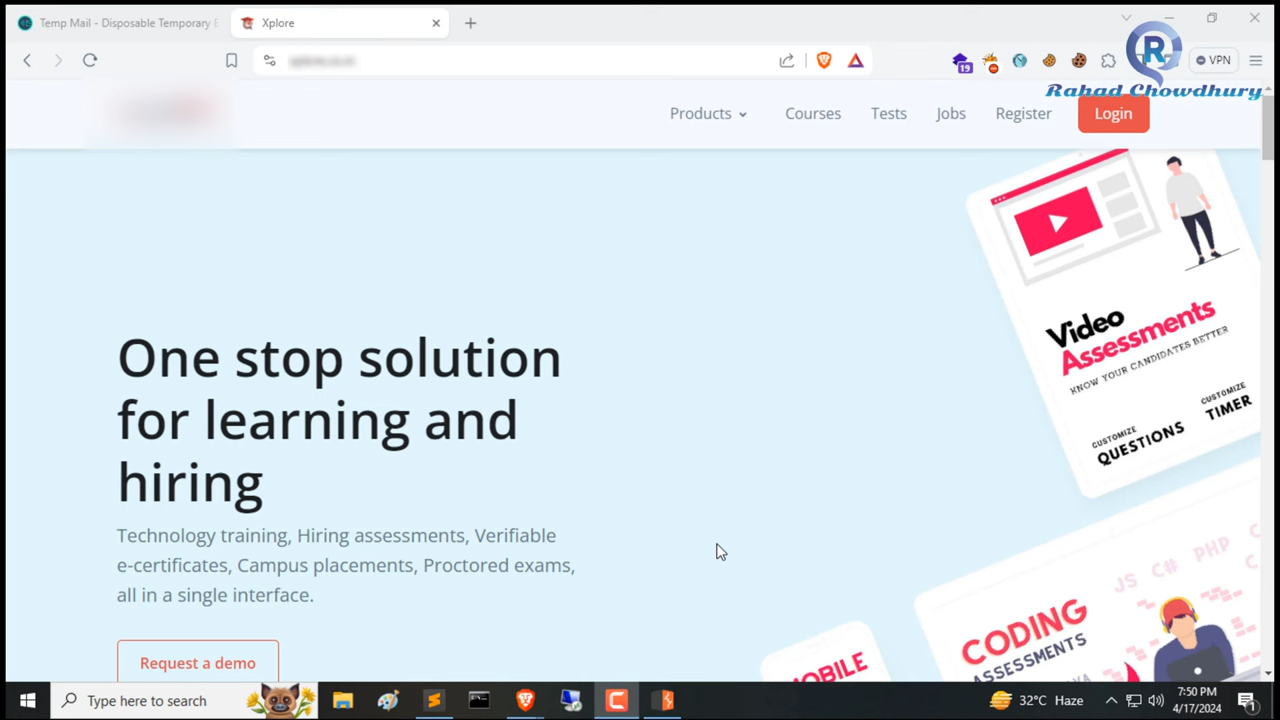 Temp Mail - Disposable Temporary E
Xplore
19
VPN
R
Rahad Chowdhury
Products
Courses
Tests
Jobs
Register
Login
One stop solution
for learning and
hiring
Technology training, Hiring assessments, Verifiable
e-certificates, Campus placements, Proctored exams,
all in a single interface.
Request a demo
Video
Assessments
KNOW YOUR CANDIDATES BETTER
CUSTOMIZE
QUESTIONS
CUSTOMIZE
TIMER
JS C# PHP
C
CODING
ASSESSMENTS
MOBILE
Type here to search
32°C Haze
7:50 PM
4/17/2024
1